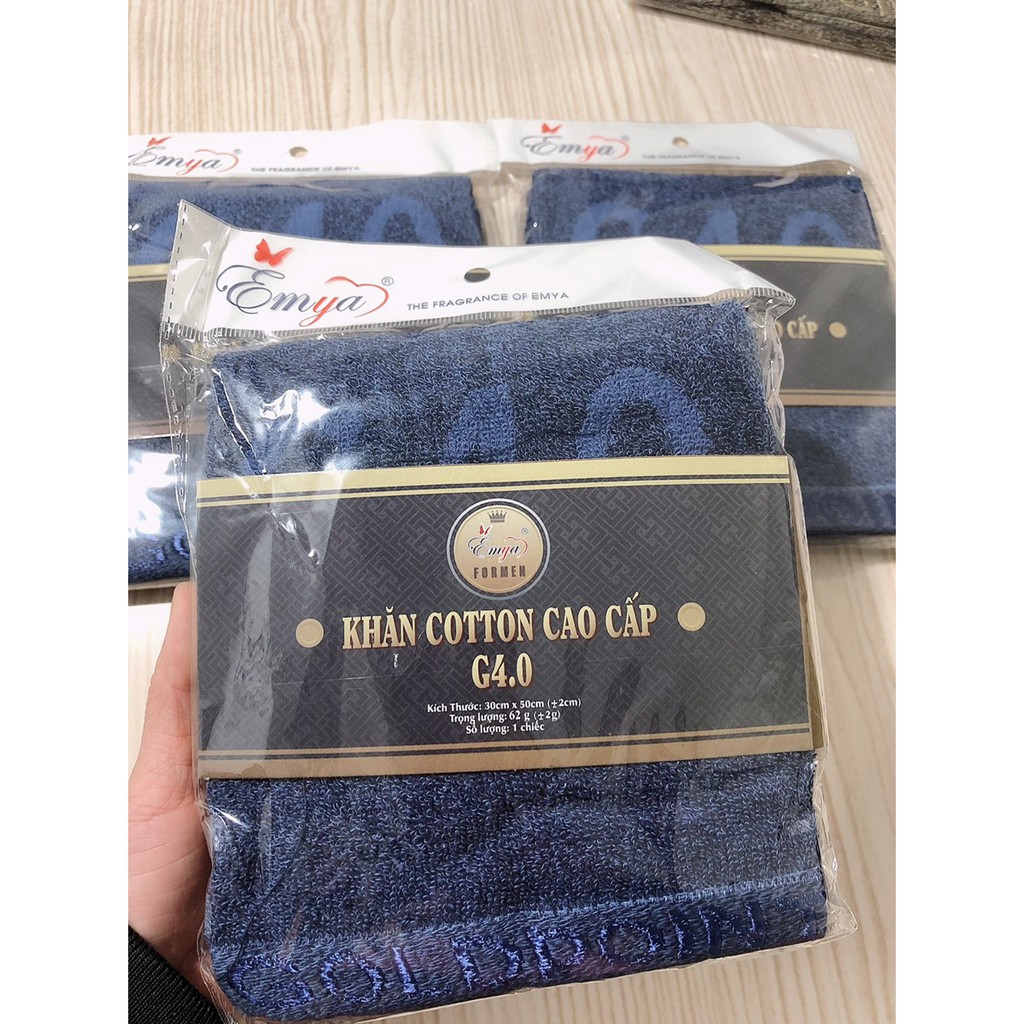 Emya
THE FRAGRANCE OF EMYA
Emya
THE FRAGRANCE OF EMYA
CAO CẤP
Emya ®
THE FRAGRANCE OF EMYA
Emya ®
FORMEN
KHĂN COTTON CAO CẤP
G4.0
Kích Thước: 30cm x 50cm (±2cm)
Trọng lượng: 62 g (±2g)
Số lượng: 1 chiếc